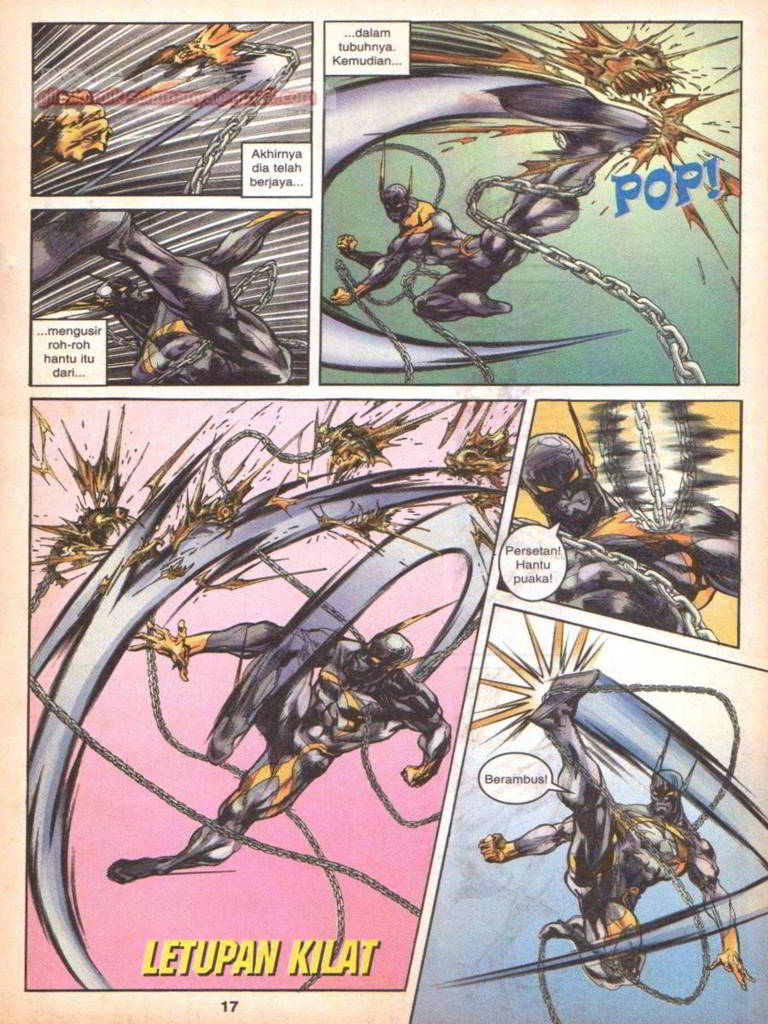 Akhirnya
dia telah
berjaya...
...mengusir
roh-roh
hantu itu
dari...
...dalam
tubuhnya.
Kemudian...
POP!
LETUPAN KILAT
Persetan!
Hantu
puaka!
Berambus!
17